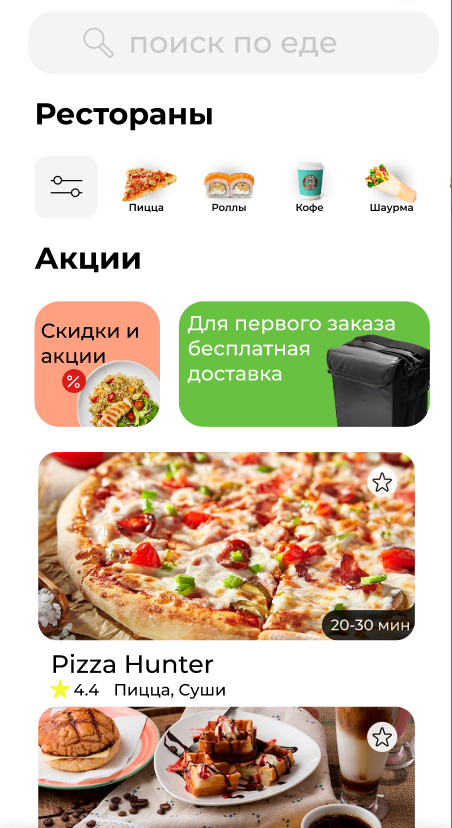 поиск по еде
Рестораны
Пицца
Роллы
Кофе
Шаурма
Акции
Скидки и
акции
%
Для первого заказа
бесплатная
доставка
20-30 мин
Pizza Hunter
4.4 Пицца, Суши